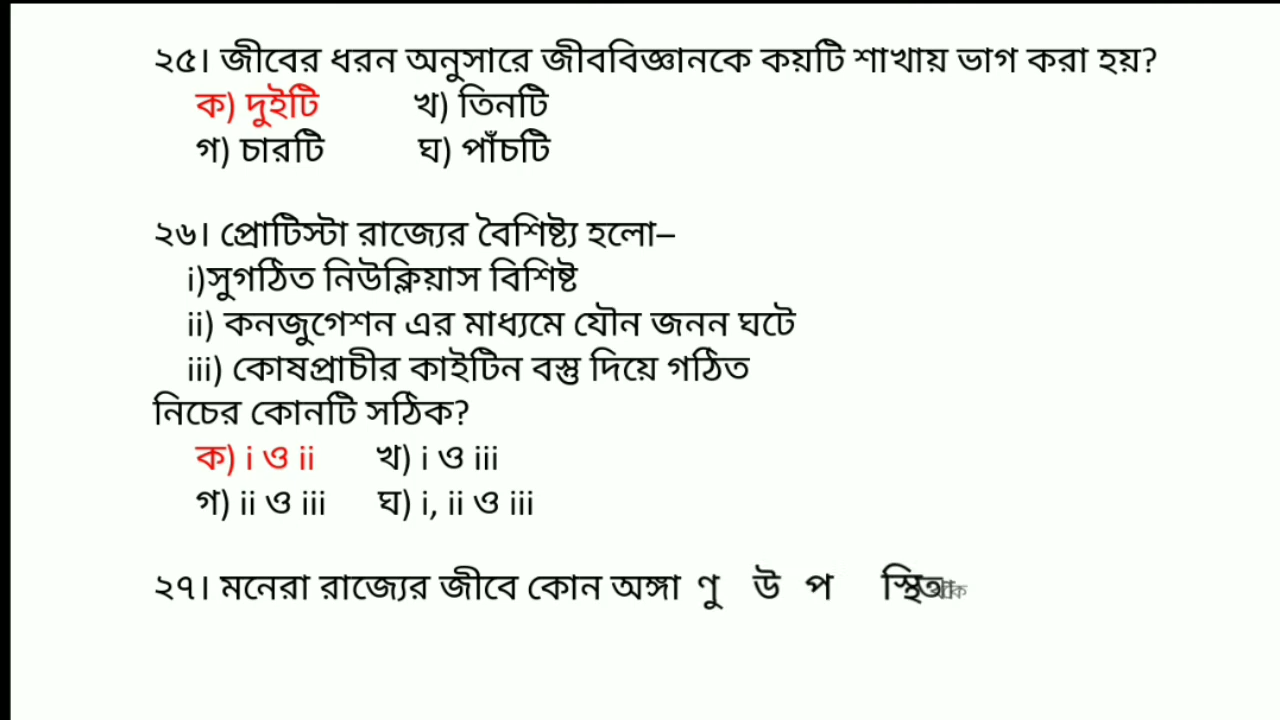 ২৫। জীবের ধরন অনুসারে জীববিজ্ঞানকে কয়টি শাখায় ভাগ করা হয়?
ক) দুইটি খ) তিনটি
গ) চারটি ঘ) পাঁচটি
২৬। প্রোটিস্টা রাজ্যের বৈশিষ্ট্য হলো–
i)সুগঠিত নিউক্লিয়াস বিশিষ্ট
ii) কনজুগেশন এর মাধ্যমে যৌন জনন ঘটে
iii) কোষপ্রাচীর কাইটিন বস্তু দিয়ে গঠিত
নিচের কোনটি সঠিক?
ক) i ও ii খ) i ও iii
গ) ii ও iii ঘ) i, ii ও iii
২৭। মনেরা রাজ্যের জীবে কোন অঙ্গা ণু উ প